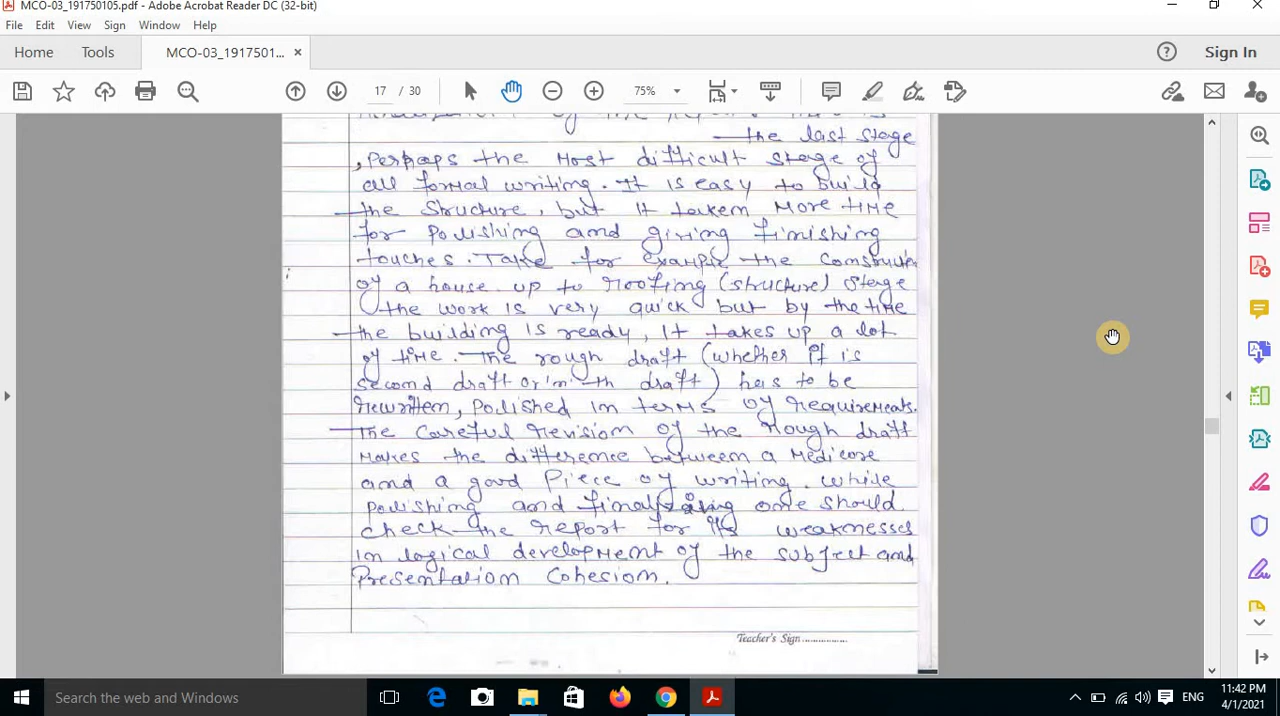 MCO-03_191750105.pdf - Adobe Acrobat Reader DC (32-bit)
File Edit View Sign Window Help
Home Tools MCO-03_1917501... × Sign In
17 / 30 75%
the last stage
, Perhaps the Most difficult stage of
all formal writing. It is easy to build
the Structure, but it takem More time
for polishing and giving finishing
touches. Take for example the
of a house up to roofing (structure) stage
the work is very quick but by the time
the building is ready, it takes up a lot
of time. The rough draft (whether if is
second draft or th draft) has to be
rewritten, polished in terms of requirements.
The careful revision of the rough draft
Makes the difference between a Medicore
and a good Piece of writing. While
polishing and one should
check the report for its weaknesses
in logical development of the subject and
Presentation Cohesion.
Teacher's Sign...............
Search the web and Windows
ENG
11:42 PM
4/1/2021